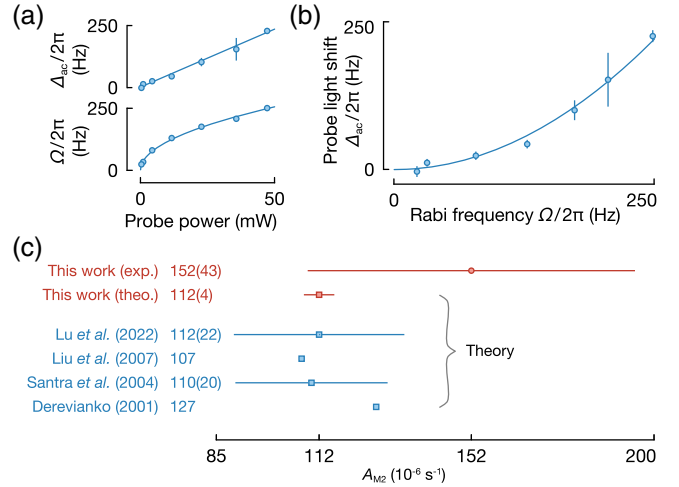 (a)
250
0
Δac/2π
(Hz)
250
0
Ω/2π
(Hz)
0
50
Probe power (mW)
(b)
250
0
Probe light shift
Δac/2π (Hz)
0
250
Rabi frequency Ω/2π (Hz)
(c)
This work (exp.) 152(43)
This work (theo.) 112(4)
Lu et al. (2022) 112(22)
Liu et al. (2007) 107
Santra et al. (2004) 110(20)
Derevianko (2001) 127
Theory
85 112 152 200
AM2 (10⁻⁶ s⁻¹)